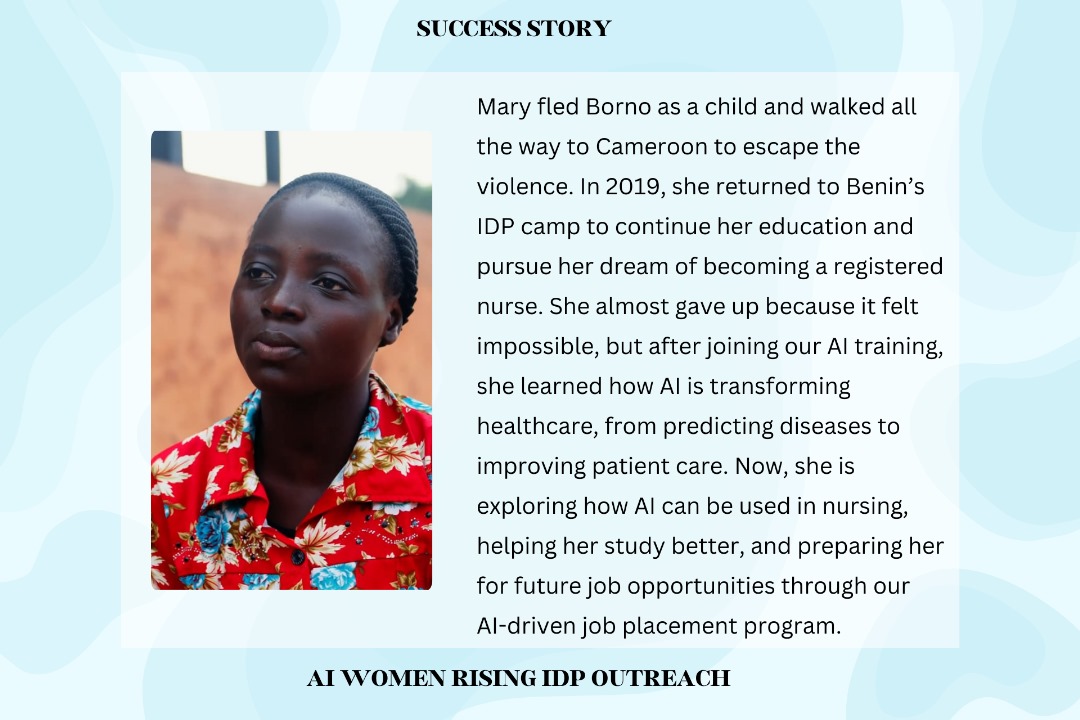 SUCCESS STORY
Mary fled Borno as a child and walked all
the way to Cameroon to escape the
violence. In 2019, she returned to Benin’s
IDP camp to continue her education and
pursue her dream of becoming a registered
nurse. She almost gave up because it felt
impossible, but after joining our AI training,
she learned how AI is transforming
healthcare, from predicting diseases to
improving patient care. Now, she is
exploring how AI can be used in nursing,
helping her study better, and preparing her
for future job opportunities through our
AI-driven job placement program.
AI WOMEN RISING IDP OUTREACH